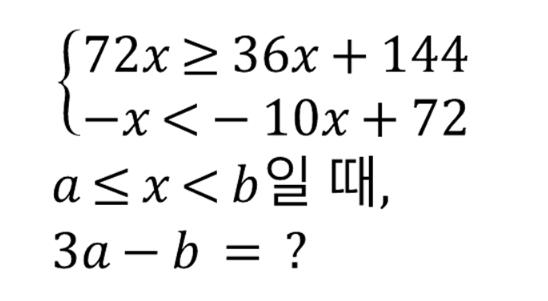 72x ≥ 36x + 144
−x < − 10x + 72
a ≤ x < b일 때,
3a − b = ?